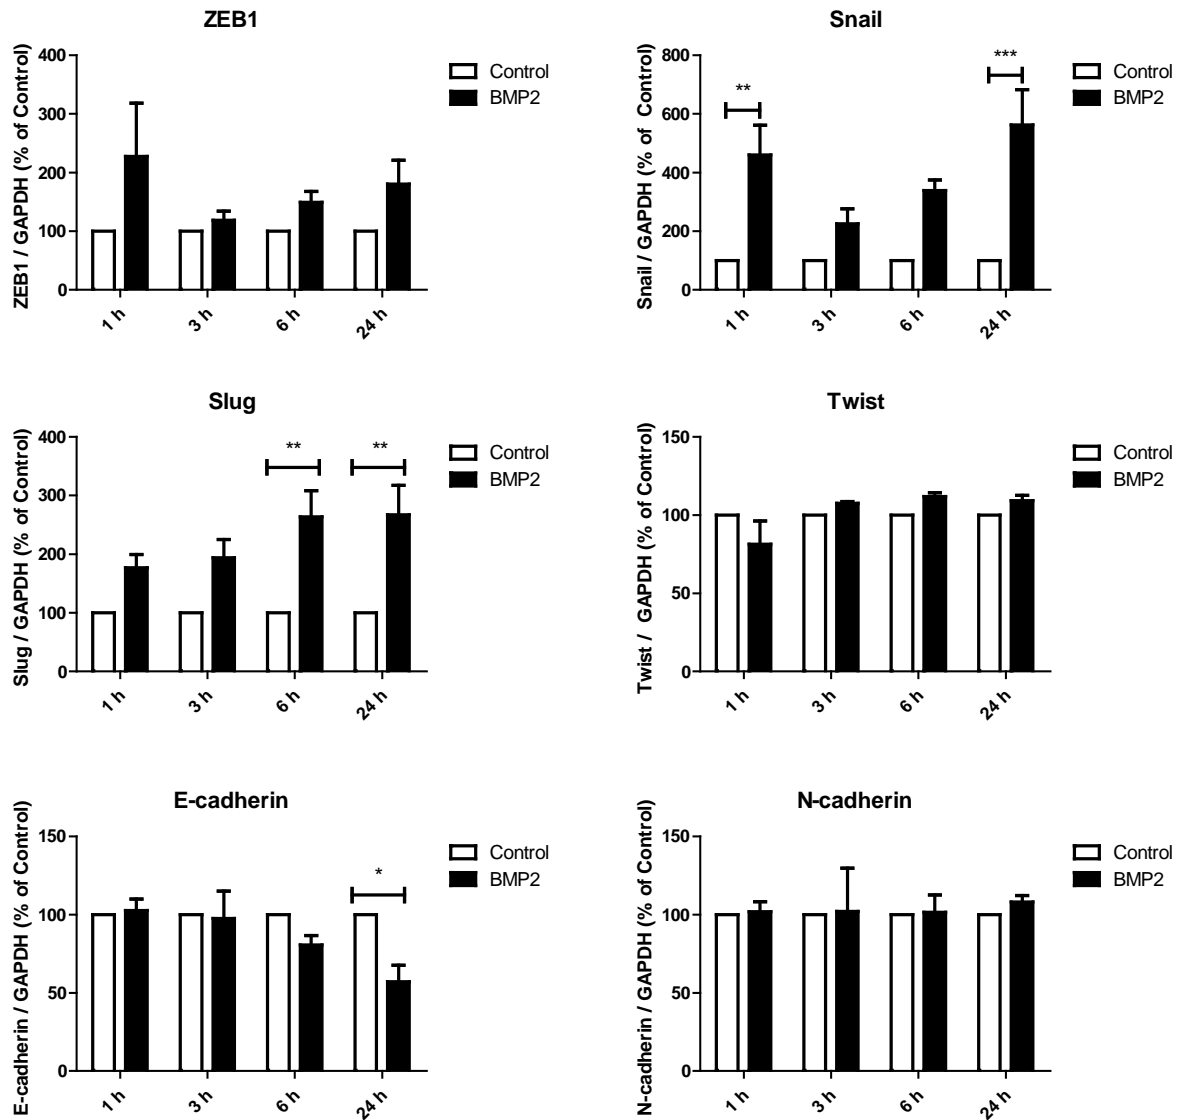 ZEB1
ZEB1 / GAPDH (% of Control)
400
300
200
100
0
1 h
3 h
6 h
24 h
Control
BMP2
Snail
Snail / GAPDH (% of Control)
800
600
400
200
0
**
***
1 h
3 h
6 h
24 h
Control
BMP2
Slug
Slug / GAPDH (% of Control)
400
300
200
100
0
**
**
1 h
3 h
6 h
24 h
Control
BMP2
Twist
Twist / GAPDH (% of Control)
150
100
50
0
1 h
3 h
6 h
24 h
Control
BMP2
E-cadherin
E-cadherin / GAPDH (% of Control)
150
100
50
0
*
1 h
3 h
6 h
24 h
Control
BMP2
N-cadherin
N-cadherin / GAPDH (% of Control)
150
100
50
0
1 h
3 h
6 h
24 h
Control
BMP2